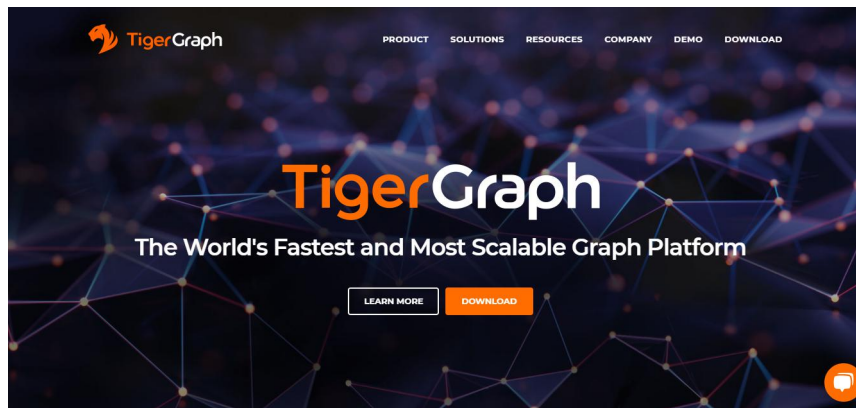 TigerGraph
PRODUCT SOLUTIONS RESOURCES COMPANY DEMO DOWNLOAD
TigerGraph
The World's Fastest and Most Scalable Graph Platform
LEARN MORE DOWNLOAD